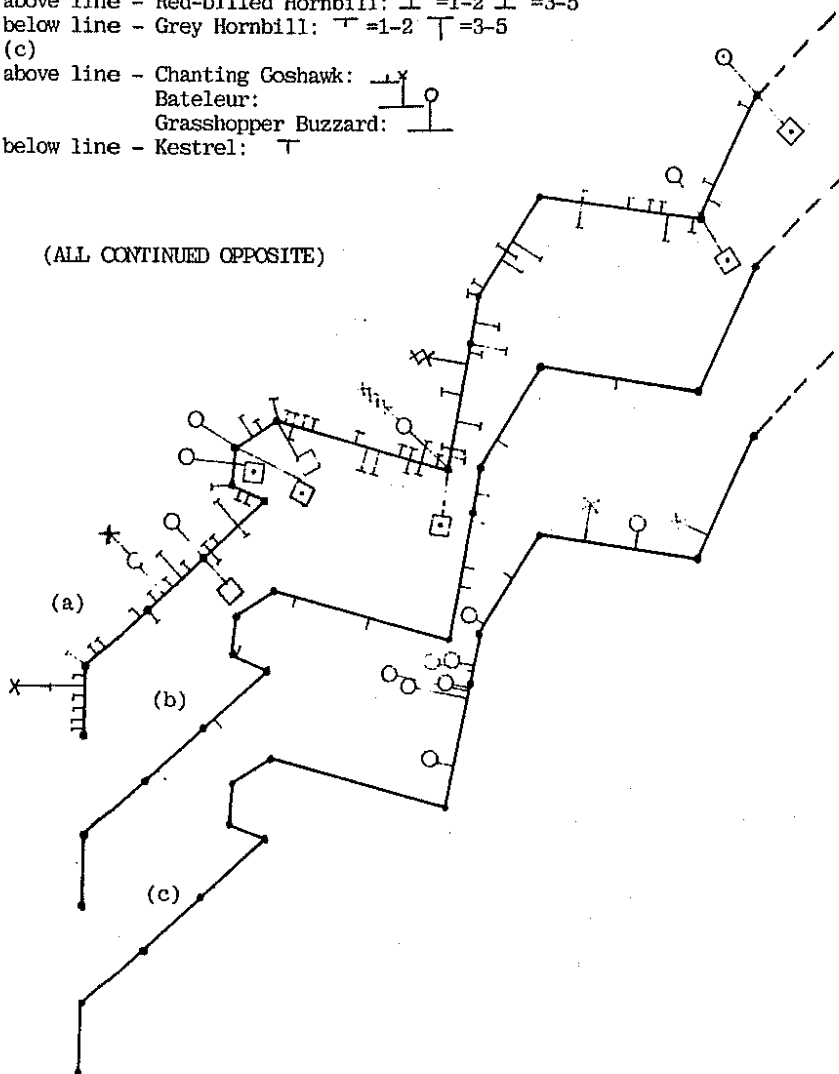 above line - Red-billed Hornbill: =1-2 =3-5
below line - Grey Hornbill: =1-2 =3-5
(c)
above line - Chanting Goshawk:
Bateleur:
Grasshopper Buzzard:
below line - Kestrel:
(ALL CONTINUED OPPOSITE)
(a)
(b)
(c)